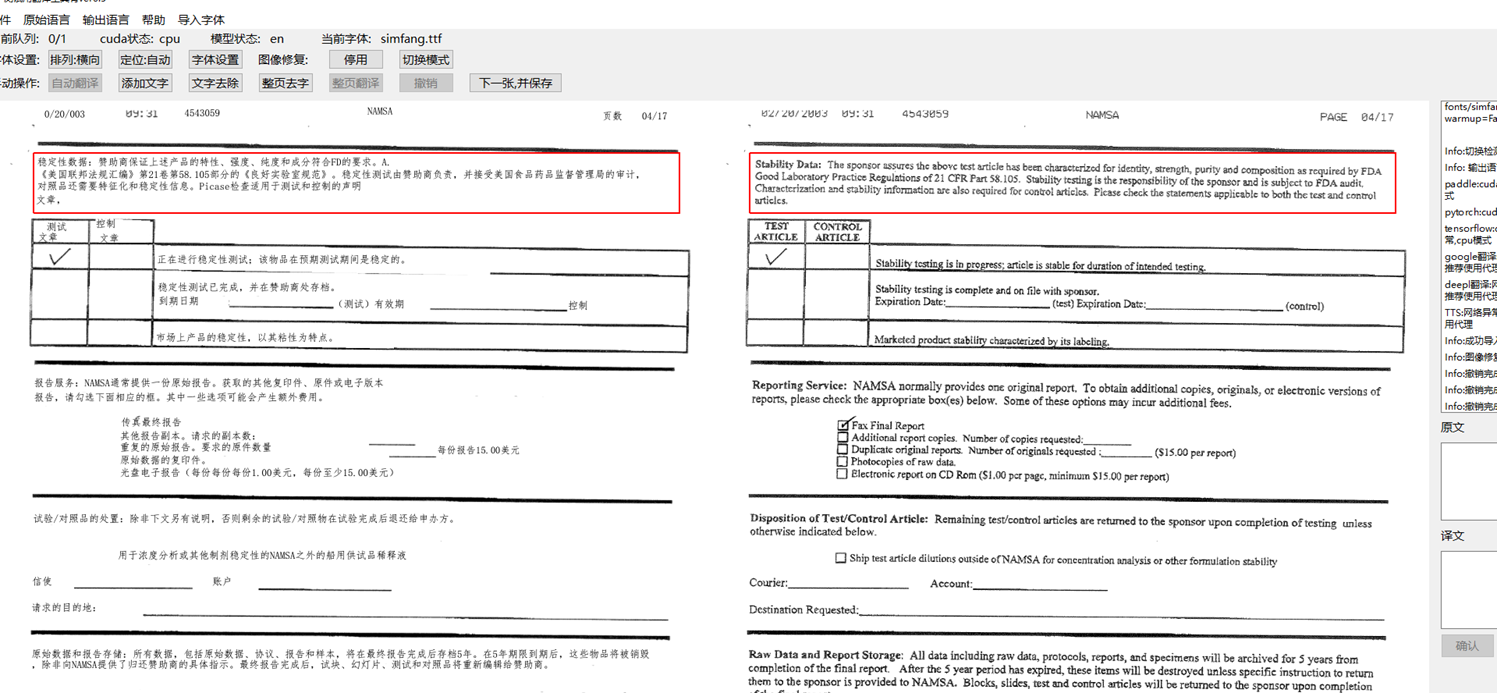 件 原始语言 输出语言 帮助 导入字体
前队列: 0/1 cuda状态: cpu 模型状态: en 当前字体: simfang.ttf
字体设置: 排列:横向 定位:自动 字体设置 图像修复: 停用 切换模式
手动操作: 自动翻译 添加文字 文字去除 整页去字 整页翻译 撤销 下一张,并保存
0/20/003 09:31 4543059 NAMSA 页数 04/17
稳定性数据：赞助商保证上述产品的特性、强度、纯度和成分符合FD的要求。A.
《美国联邦法规汇编》第21卷第58.105部分的《良好实验室规范》。稳定性测试由赞助商负责，并接受美国食品药品监督管理局的审计，
对照品还需要特征化和稳定性信息。Picase检查适用于测试和控制的声明
文章，
测试 控制
文章 文章
正在进行稳定性测试；该物品在预期测试期间是稳定的。
稳定性测试已完成，并在赞助商处存档。
到期日期 （测试）有效期 控制
市场上产品的稳定性，以其粘性为特点。
报告服务：NAMSA通常提供一份原始报告。获取的其他复印件、原件或电子版本
报告，请勾选下面相应的框。其中一些选项可能会产生额外费用。
传真最终报告
其他报告副本。请求的副本数：
重复的原始报告。要求的原件数量 每份报告15.00美元
原始数据的复印件。
光盘电子报告（每份每份每份1.00美元，每份至少15.00美元）
试验/对照品的处置：除非下文另有说明，否则剩余的试验/对照物在试验完成后退还给申办方。
用于浓度分析或其他制剂稳定性的NAMSA之外的船用供试品稀释液
信使 账户
请求的目的地：
原始数据和报告存储：所有数据，包括原始数据、协议、报告和样本，将在最终报告完成后存档5年。在5年期限到期后，这些物品将被销毁
，除非向NAMSA提供了归还赞助商的具体指示。最终报告完成后，试块、幻灯片、测试和对照品将重新编辑给赞助商。
02/20/2003 09:31 4543059 NAMSA PAGE 04/17
Stability Data: The sponsor assures the above test article has been characterized for identity, strength, purity and composition as required by FDA
Good Laboratory Practice Regulations of 21 CFR Part 58.105. Stability testing is the responsibility of the sponsor and is subject to FDA audit.
Characterization and stability information are also required for control articles. Please check the statements applicable to both the test and control
articles.
TEST CONTROL
ARTICLE ARTICLE
Stability testing is in progress; article is stable for duration of intended testing.
Stability testing is complete and on file with sponsor.
Expiration Date: (test) Expiration Date: (control)
Marketed product stability characterized by its labeling.
Reporting Service: NAMSA normally provides one original report. To obtain additional copies, originals, or electronic versions of
reports, please check the appropriate box(es) below. Some of these options may incur additional fees.
Fax Final Report
Additional report copies. Number of copies requested:
Duplicate original reports. Number of originals requested : ($15.00 per report)
Photocopies of raw data.
Electronic report on CD Rom ($1.00 per page, minimum $15.00 per report)
Disposition of Test/Control Article: Remaining test/control articles are returned to the sponsor upon completion of testing unless
otherwise indicated below.
Ship test article dilutions outside of NAMSA for concentration analysis or other formulation stability
Courier: Account:
Destination Requested:
Raw Data and Report Storage: All data including raw data, protocols, reports, and specimens will be archived for 5 years from
completion of the final report. After the 5 year period has expired, these items will be destroyed unless specific instruction to return
them to the sponsor is provided to NAMSA. Blocks, slides, test and control articles will be returned to the sponsor upon completion
fonts/simfan
warmup=Fa
Info:切换检测
Info: 输出语
paddle:cuda
式
pytorch:cud
tensorflow:
常,cpu模式
google翻译
推荐使用代理
deepl翻译:网
推荐使用代理
TTS:网络异常
用代理
Info:成功导入
Info:图像修复
Info:撤销完成
Info:撤销完成
Info:撤销完成
原文
译文
确认